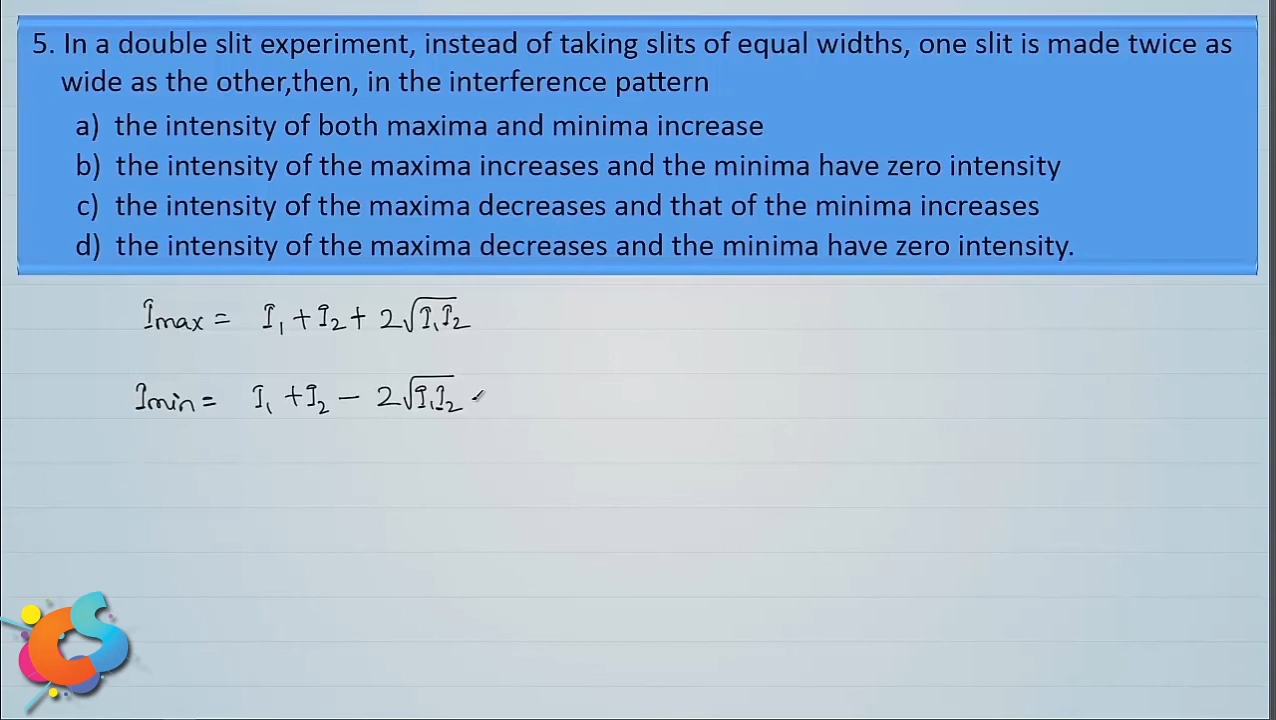 5. In a double slit experiment, instead of taking slits of equal widths, one slit is made twice as
wide as the other,then, in the interference pattern
a) the intensity of both maxima and minima increase
b) the intensity of the maxima increases and the minima have zero intensity
c) the intensity of the maxima decreases and that of the minima increases
d) the intensity of the maxima decreases and the minima have zero intensity.
Imax = I₁ + I₂ + 2√I₁I₂
Imin = I₁ + I₂ − 2√I₁I₂
CS